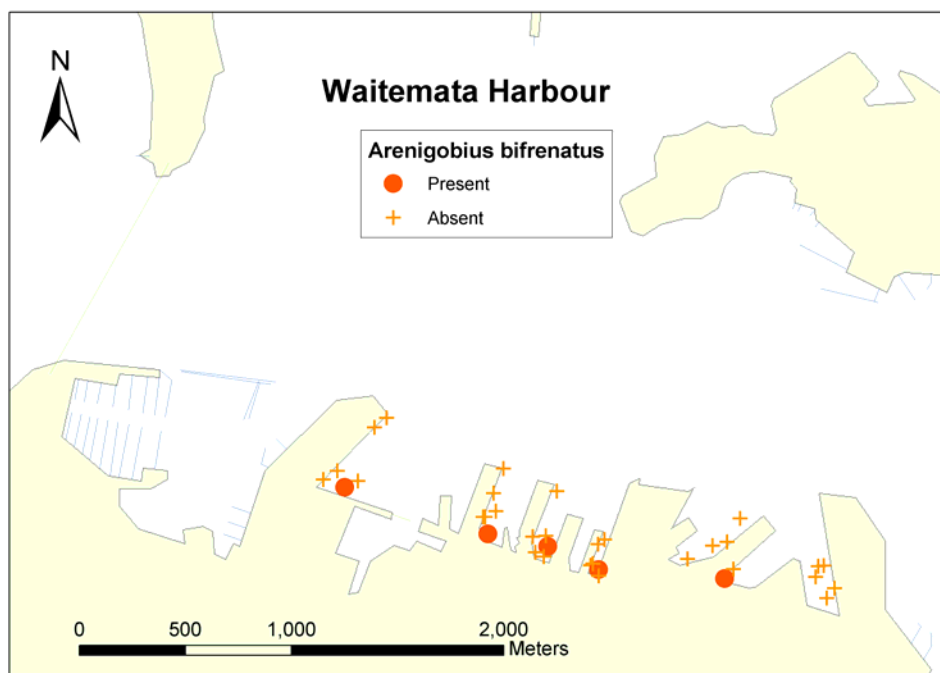 N
Waitemata Harbour
Arenigobius bifrenatus
Present
Absent
0 500 1,000 2,000
Meters